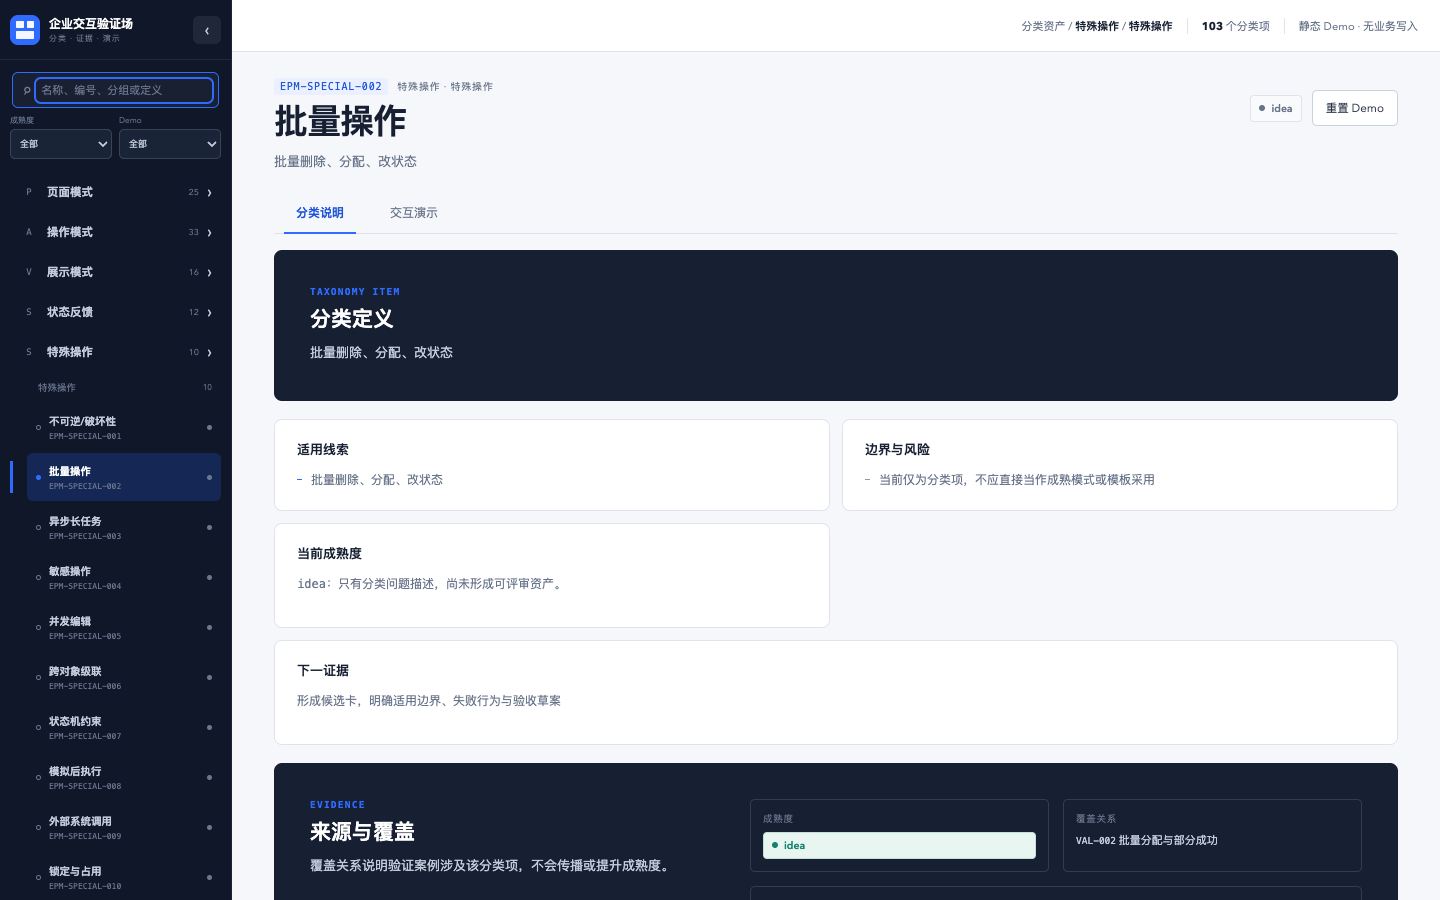 企业交互验证场
分类 · 证据 · 演示
‹
名称、编号、分组或定义
成熟度
Demo
全部
全部
P 页面模式 25 ›
A 操作模式 33 ›
V 展示模式 16 ›
S 状态反馈 12 ›
S 特殊操作 10 ›
特殊操作 10
不可逆/破坏性
EPM-SPECIAL-001
批量操作
EPM-SPECIAL-002
异步长任务
EPM-SPECIAL-003
敏感操作
EPM-SPECIAL-004
并发编辑
EPM-SPECIAL-005
跨对象级联
EPM-SPECIAL-006
状态机约束
EPM-SPECIAL-007
模拟后执行
EPM-SPECIAL-008
外部系统调用
EPM-SPECIAL-009
锁定与占用
EPM-SPECIAL-010
分类资产 / 特殊操作 / 特殊操作
103 个分类项
静态 Demo · 无业务写入
EPM-SPECIAL-002 特殊操作 · 特殊操作
批量操作
批量删除、分配、改状态
idea
重置 Demo
分类说明
交互演示
TAXONOMY ITEM
分类定义
批量删除、分配、改状态
适用线索
– 批量删除、分配、改状态
边界与风险
– 当前仅为分类项，不应直接当作成熟模式或模板采用
当前成熟度
idea：只有分类问题描述，尚未形成可评审资产。
下一证据
形成候选卡，明确适用边界、失败行为与验收草案
EVIDENCE
来源与覆盖
覆盖关系说明验证案例涉及该分类项，不会传播或提升成熟度。
成熟度
idea
覆盖关系
VAL-002 批量分配与部分成功